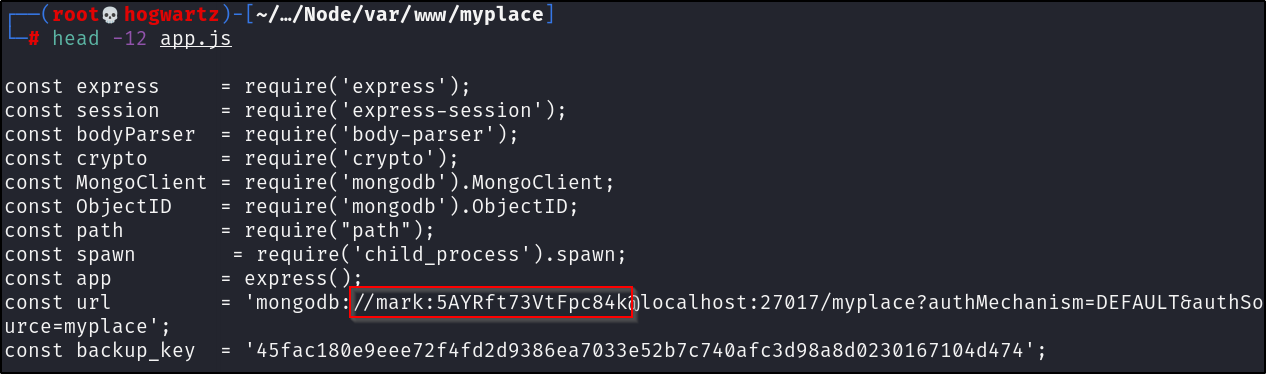 ┌──(root💀hogwartz)-[~/…/Node/var/www/myplace]
└─# head -12 app.js
const express     = require('express');
const session     = require('express-session');
const bodyParser  = require('body-parser');
const crypto      = require('crypto');
const MongoClient = require('mongodb').MongoClient;
const ObjectID    = require('mongodb').ObjectID;
const path        = require("path");
const spawn        = require('child_process').spawn;
const app         = express();
const url         = 'mongodb://mark:5AYRft73VtFpc84k@localhost:27017/myplace?authMechanism=DEFAULT&authSo
urce=myplace';
const backup_key  = '45fac180e9eee72f4fd2d9386ea7033e52b7c740afc3d98a8d0230167104d474';